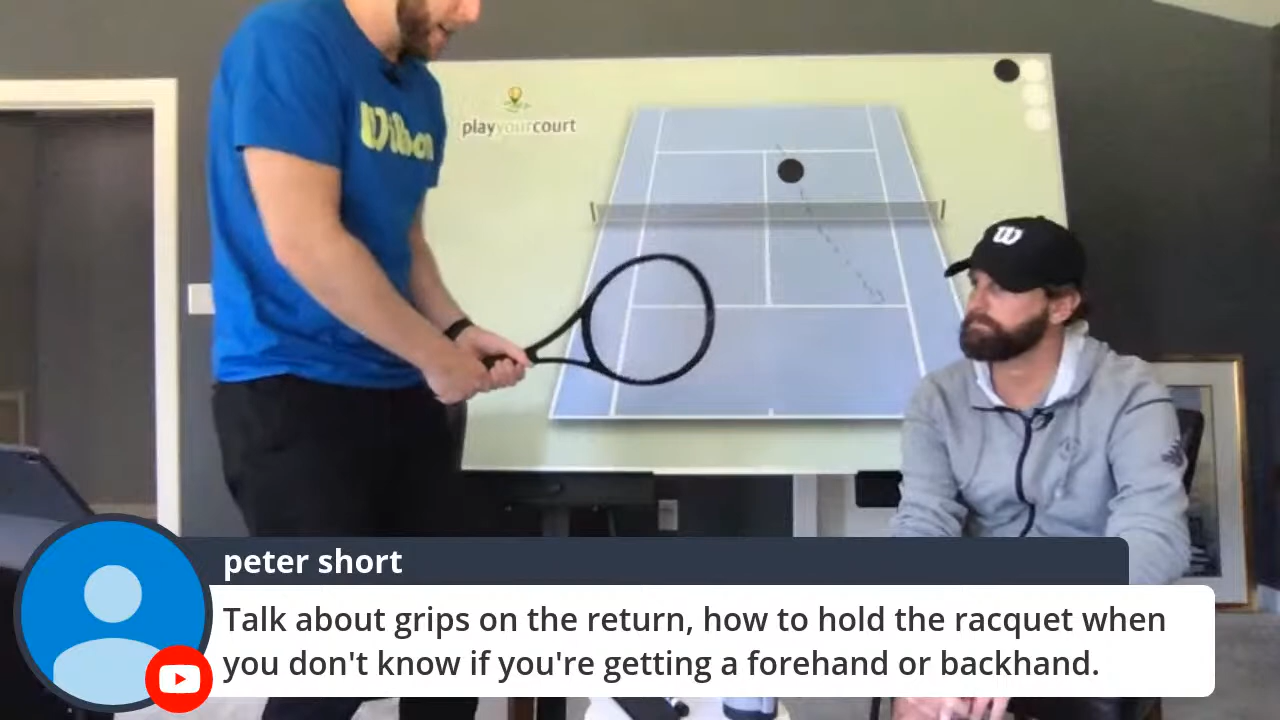 Wilson
playyourcourt
W
peter short
Talk about grips on the return, how to hold the racquet when
you don't know if you're getting a forehand or backhand.